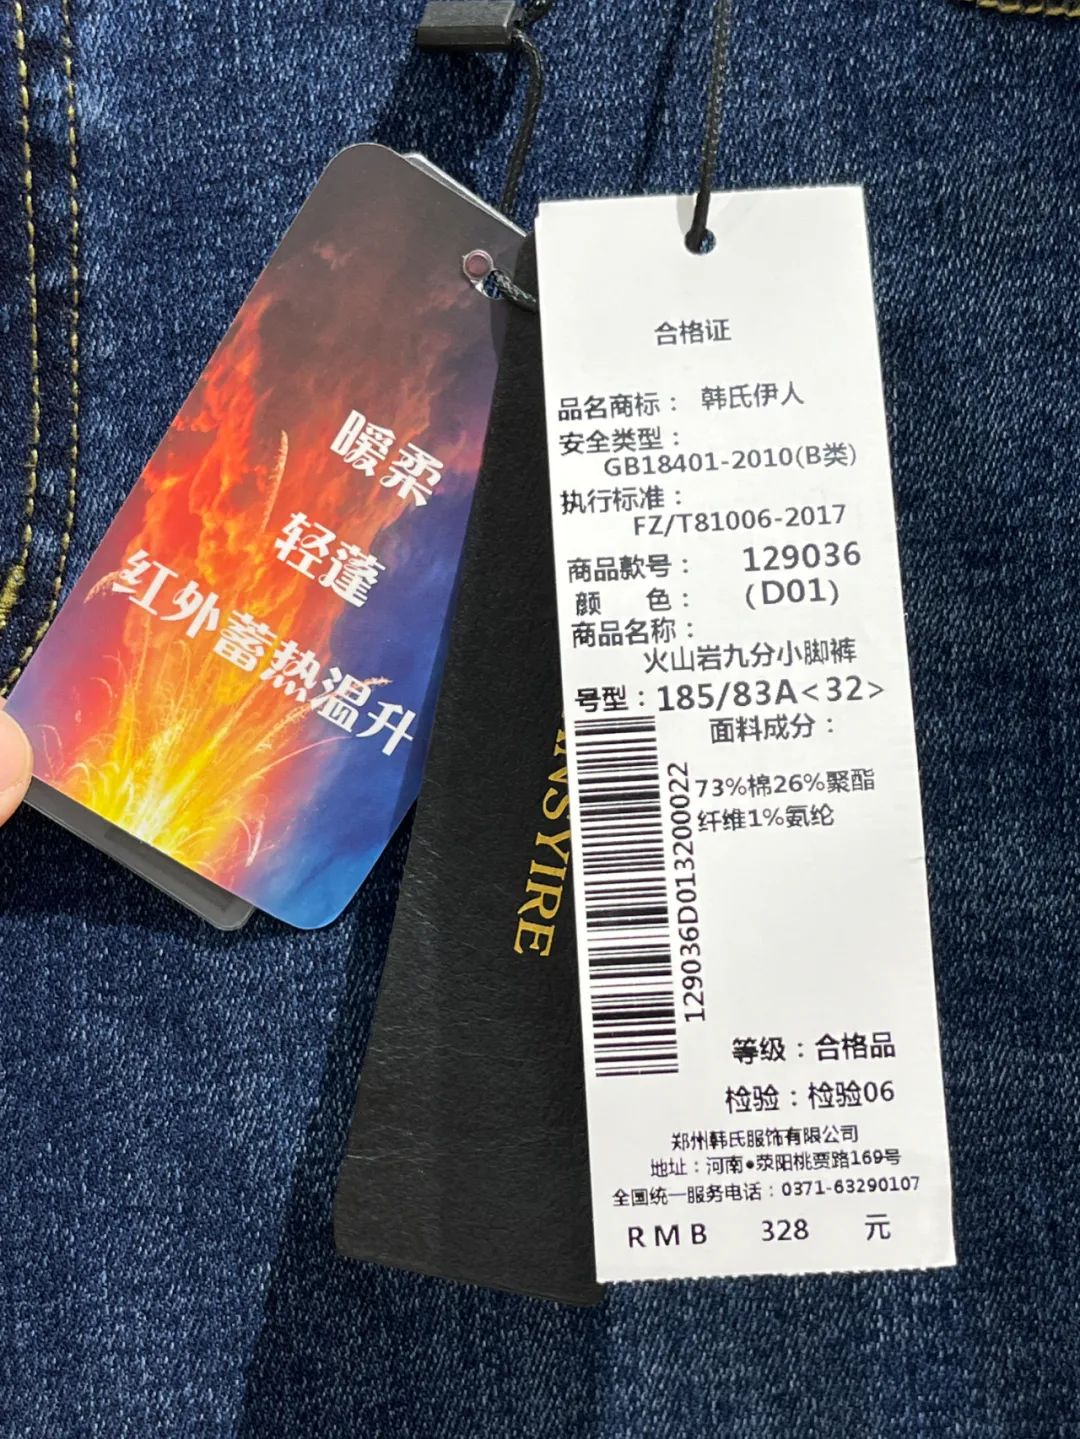 暖柔
轻蓬
红外蓄热温升
合格证
品名商标： 韩氏伊人
安全类型：
GB18401-2010(B类)
执行标准：
FZ/T81006-2017
商品款号： 129036
颜 色： (D01)
商品名称：
火山岩九分小脚裤
号型：185/83A<32>
面料成分：
73%棉26%聚酯
纤维1%氨纶
129036D013200022
等级：合格品
检验：检验06
郑州韩氏服饰有限公司
地址：河南●荥阳桃贾路169号
全国统一服务电话：0371-63290107
RMB 328 元